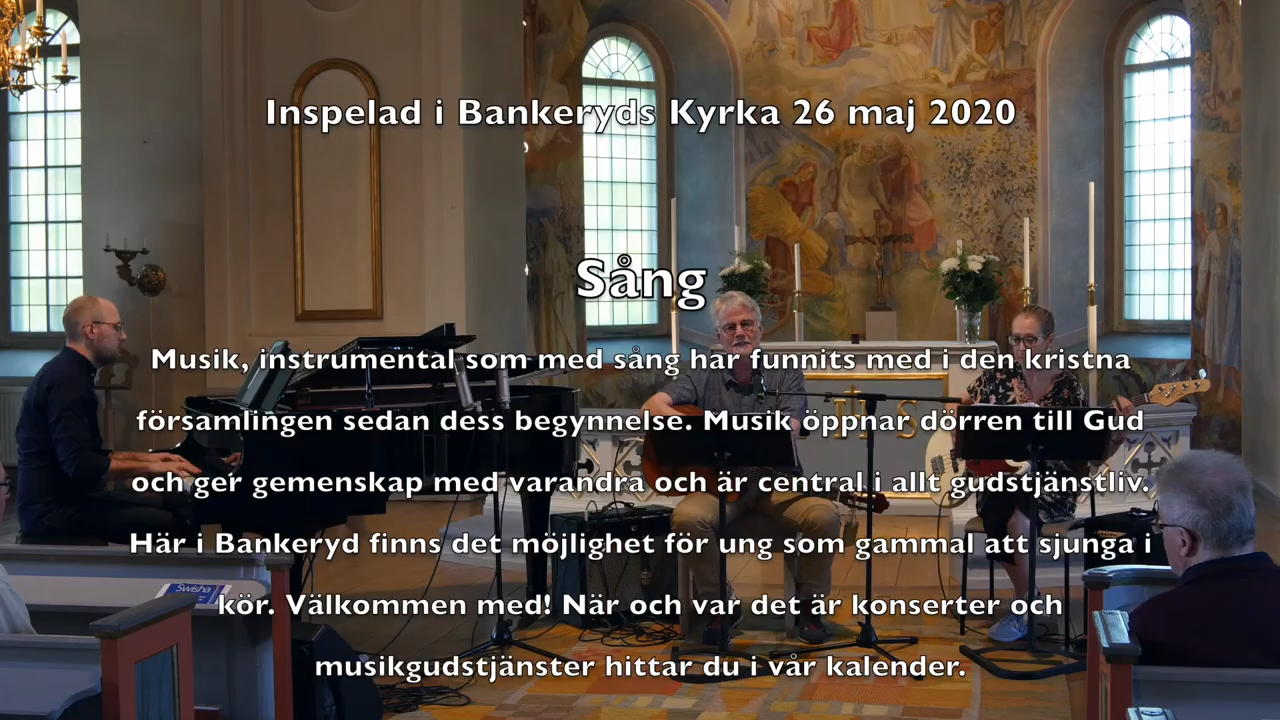 Inspelad i Bankeryds Kyrka 26 maj 2020
Sång
Musik, instrumental som med sång har funnits med i den kristna
församlingen sedan dess begynnelse. Musik öppnar dörren till Gud
och ger gemenskap med varandra och är central i allt gudstjänstliv.
Här i Bankeryd finns det möjlighet för ung som gammal att sjunga i
kör. Välkommen med! När och var det är konserter och
musikgudstjänster hittar du i vår kalender.
Swisha